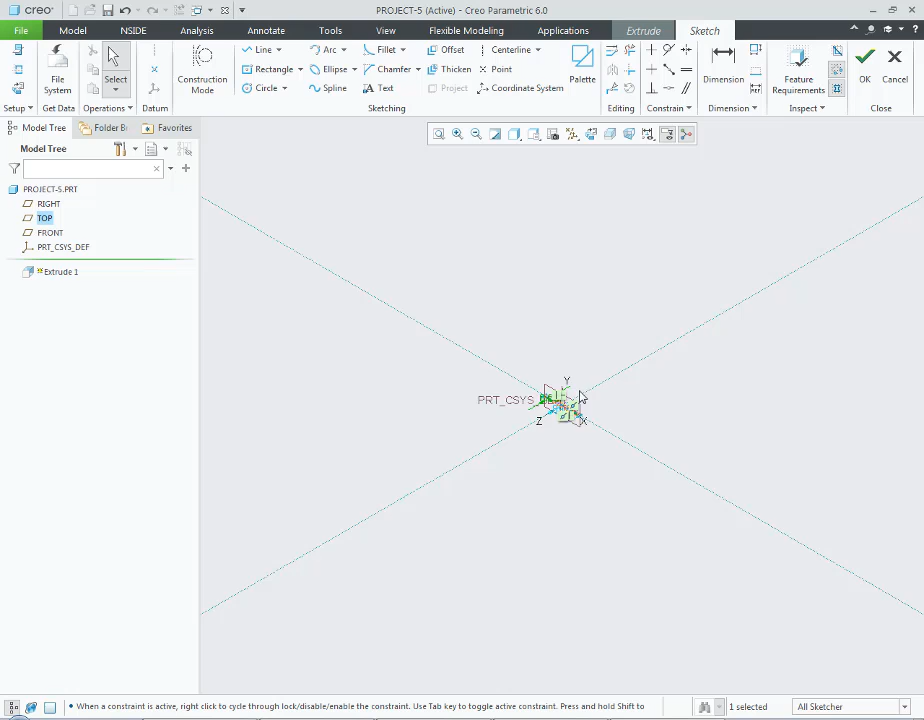 creo PROJECT-5 (Active) - Creo Parametric 6.0
File Model NSIDE Analysis Annotate Tools View Flexible Modeling Applications Extrude Sketch
Line Arc Fillet Offset Centerline
File System Select Rectangle Ellipse Chamfer Thicken Point Construction Mode Palette Dimension Feature Requirements OK Cancel
Circle Spline Text Project Coordinate System
Setup Get Data Operations Datum Sketching Editing Constrain Dimension Inspect Close
Model Tree Folder Br Favorites
Model Tree
PROJECT-5.PRT
RIGHT
TOP
FRONT
PRT_CSYS_DEF
Extrude 1
Y
PRT_CSYS
Z X
When a constraint is active, right click to cycle through lock/disable/enable the constraint. Use Tab key to toggle active constraint. Press and hold Shift to
1 selected All Sketcher